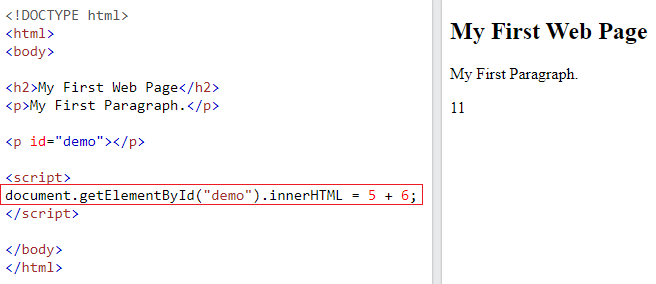 <!DOCTYPE html>
<html>
<body>
<h2>My First Web Page</h2>
<p>My First Paragraph.</p>
<p id="demo"></p>
<script>
document.getElementById("demo").innerHTML = 5 + 6;
</script>
</body>
</html>
My First Web Page
My First Paragraph.
11